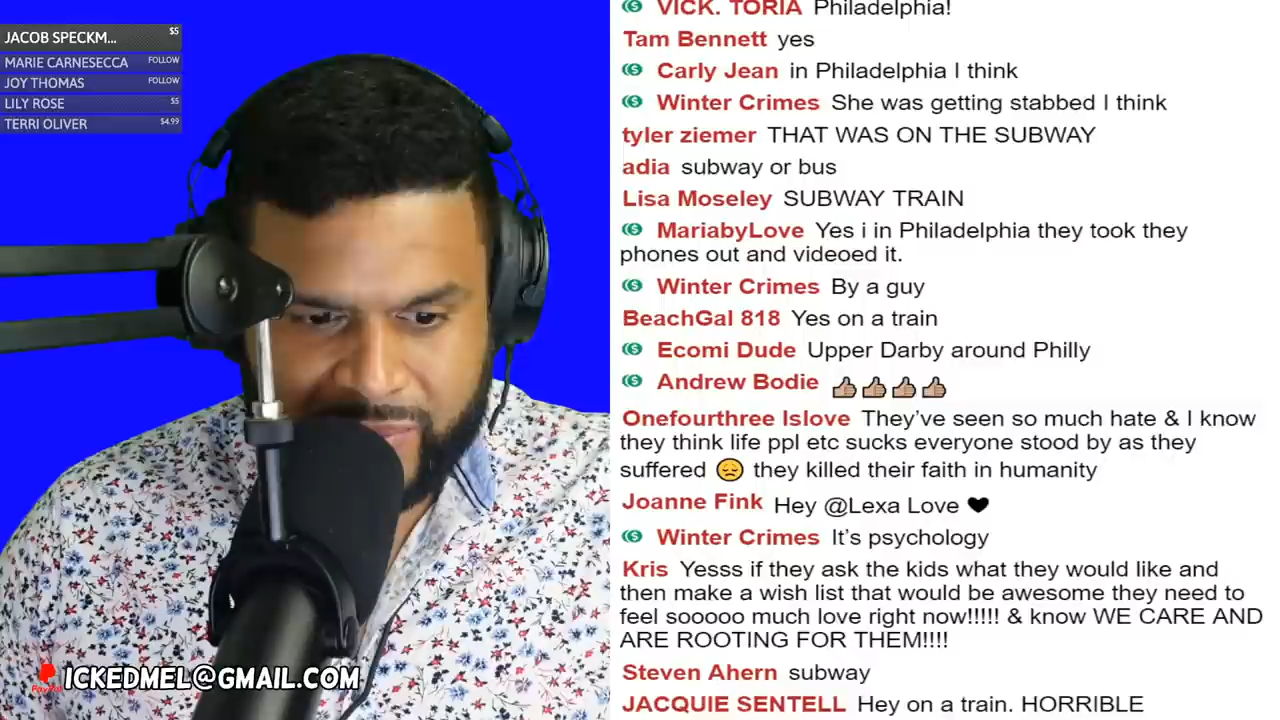 JACOB SPECKM... $5
MARIE CARNESECCA FOLLOW
JOY THOMAS FOLLOW
LILY ROSE $5
TERRI OLIVER $4.99
VICK. TORIA Philadelphia!
Tam Bennett yes
Carly Jean in Philadelphia I think
Winter Crimes She was getting stabbed I think
tyler ziemer THAT WAS ON THE SUBWAY
adia subway or bus
Lisa Moseley SUBWAY TRAIN
MariabyLove Yes i in Philadelphia they took they
phones out and videoed it.
Winter Crimes By a guy
BeachGal 818 Yes on a train
Ecomi Dude Upper Darby around Philly
Andrew Bodie 👍🏼👍🏼👍🏼👍🏼
Onefourthree Islove They’ve seen so much hate & I know
they think life ppl etc sucks everyone stood by as they
suffered 😔 they killed their faith in humanity
Joanne Fink Hey @Lexa Love 🖤
Winter Crimes It’s psychology
Kris Yesss if they ask the kids what they would like and
then make a wish list that would be awesome they need to
feel sooooo much love right now!!!!! & know WE CARE AND
ARE ROOTING FOR THEM!!!!
Steven Ahern subway
JACQUIE SENTELL Hey on a train. HORRIBLE
PayPal ICKEDMEL@GMAIL.COM